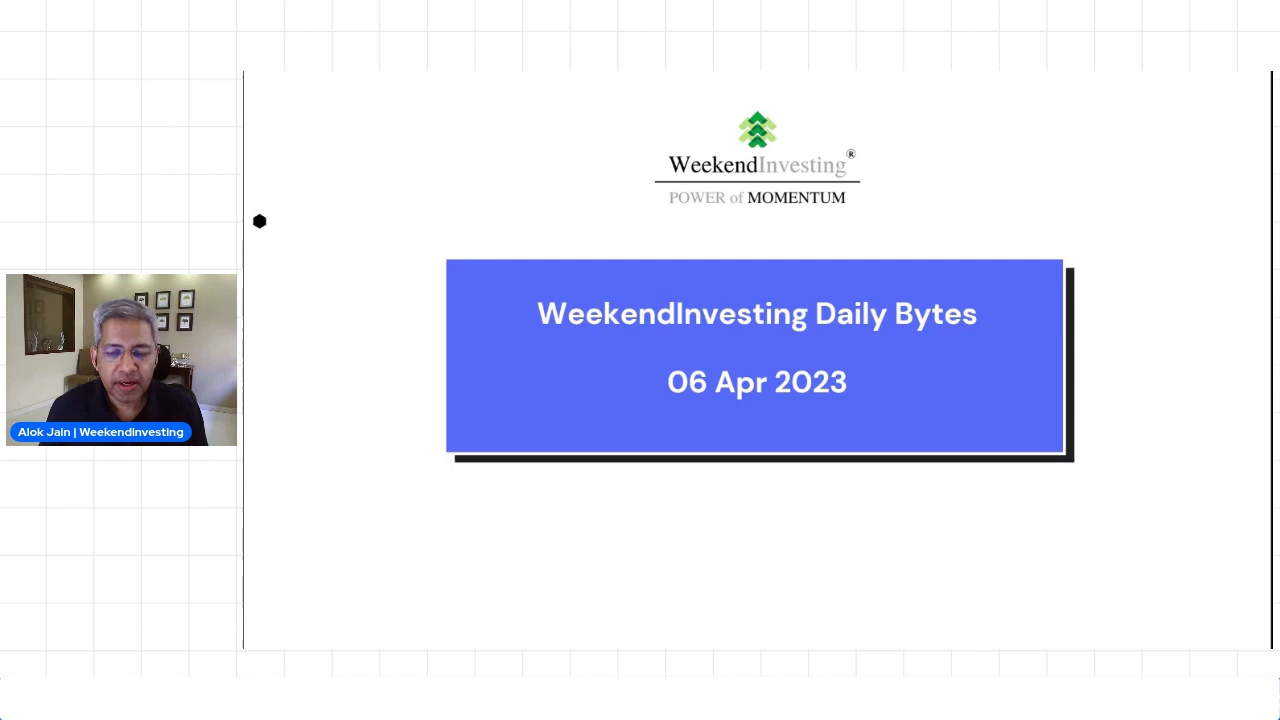 WeekendInvesting®
POWER of MOMENTUM
WeekendInvesting Daily Bytes
06 Apr 2023
Alok Jain | Weekendinvesting